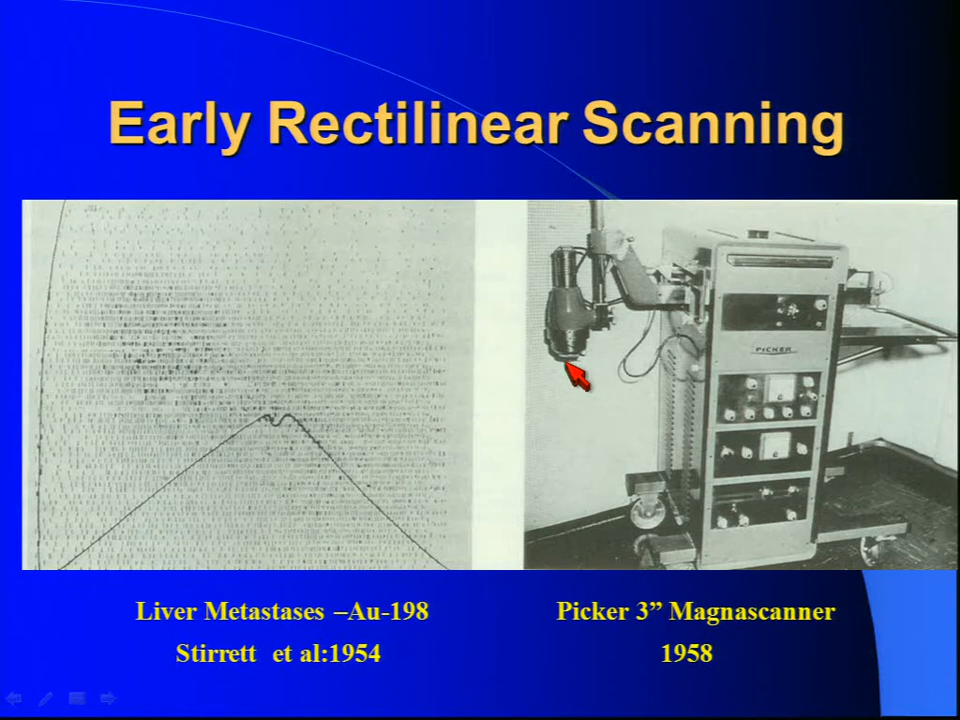 Early Rectilinear Scanning
PICKER
Liver Metastases –Au-198
Stirrett  et al:1954
Picker 3” Magnascanner
1958